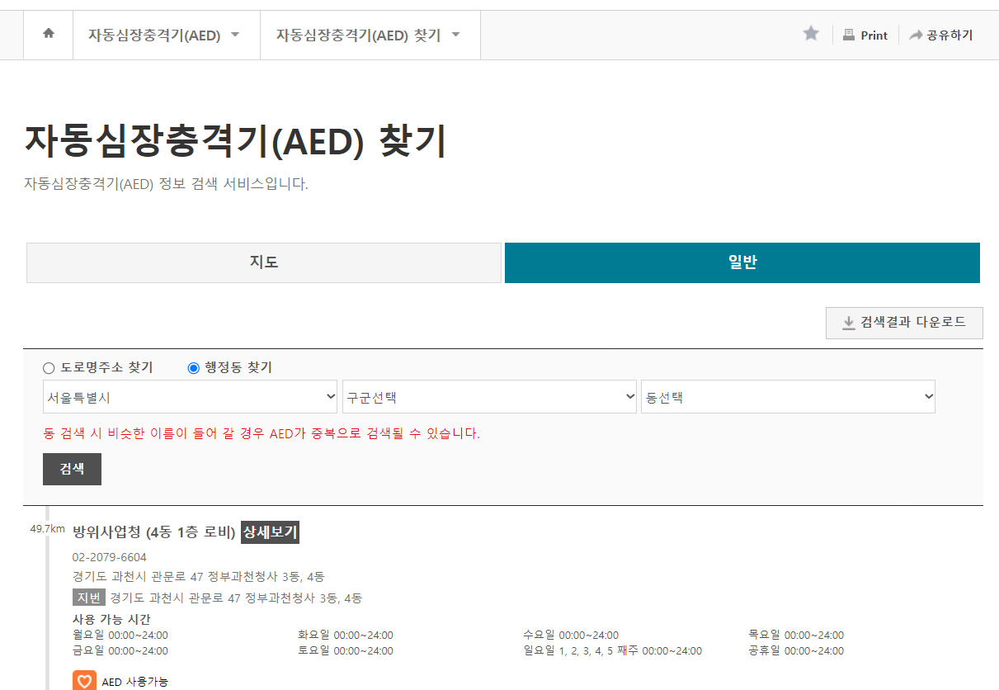 자동심장충격기(AED) 자동심장충격기(AED) 찾기 Print 공유하기
자동심장충격기(AED) 찾기
자동심장충격기(AED) 정보 검색 서비스입니다.
지도 일반
검색결과 다운로드
도로명주소 찾기 행정동 찾기
서울특별시 구군선택 동선택
동 검색 시 비슷한 이름이 들어 갈 경우 AED가 중복으로 검색될 수 있습니다.
검색
49.7km 방위사업청 (4동 1층 로비) 상세보기
02-2079-6604
경기도 과천시 관문로 47 정부과천청사 3동, 4동
지번 경기도 과천시 관문로 47 정부과천청사 3동, 4동
사용 가능 시간
월요일 00:00~24:00 화요일 00:00~24:00 수요일 00:00~24:00 목요일 00:00~24:00
금요일 00:00~24:00 토요일 00:00~24:00 일요일 1, 2, 3, 4, 5 째주 00:00~24:00 공휴일 00:00~24:00
AED 사용가능